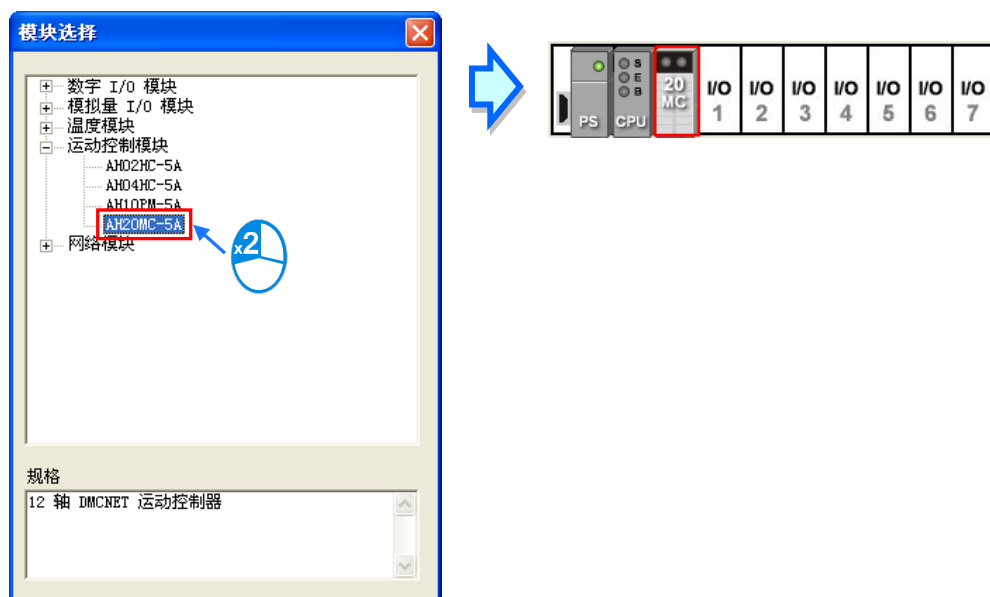 模块选择
数字 I/O 模块
模拟量 I/O 模块
温度模块
运动控制模块
AH02HC-5A
AH04HC-5A
AH10PM-5A
AH20MC-5A
网络模块
x2
规格
12 轴 DMCNET 运动控制器
PS
CPU
S
E
B
20
MC
I/O I/O I/O I/O I/O I/O I/O
1 2 3 4 5 6 7